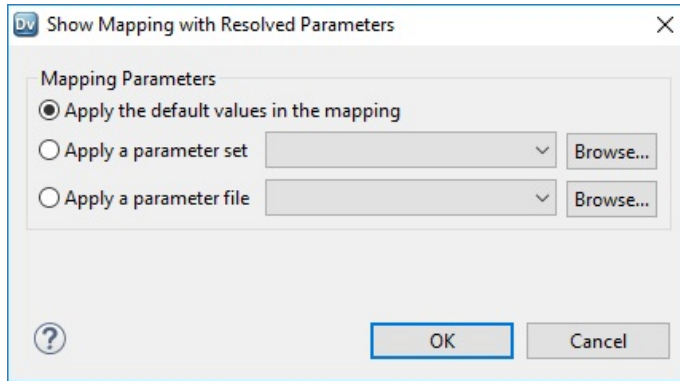 Dv Show Mapping with Resolved Parameters
Mapping Parameters
Apply the default values in the mapping
Apply a parameter set Browse...
Apply a parameter file Browse...
? OK Cancel